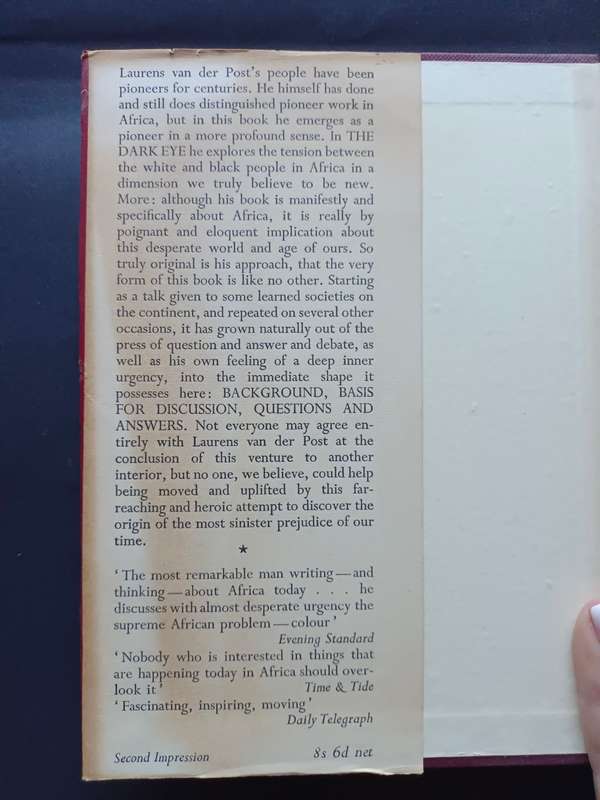 Laurens van der Post's people have been
pioneers for centuries. He himself has done
and still does distinguished pioneer work in
Africa, but in this book he emerges as a
pioneer in a more profound sense. In THE
DARK EYE he explores the tension between
the white and black people in Africa in a
dimension we truly believe to be new.
More: although his book is manifestly and
specifically about Africa, it is really by
poignant and eloquent implication about
this desperate world and age of ours. So
truly original is his approach, that the very
form of this book is like no other. Starting
as a talk given to some learned societies on
the continent, and repeated on several other
occasions, it has grown naturally out of the
press of question and answer and debate, as
well as his own feeling of a deep inner
urgency, into the immediate shape it
possesses here: BACKGROUND, BASIS
FOR DISCUSSION, QUESTIONS AND
ANSWERS. Not everyone may agree en-
tirely with Laurens van der Post at the
conclusion of this venture to another
interior, but no one, we believe, could help
being moved and uplifted by this far-
reaching and heroic attempt to discover the
origin of the most sinister prejudice of our
time.
★
'The most remarkable man writing—and
thinking—about Africa today . . . he
discusses with almost desperate urgency the
supreme African problem—colour'
Evening Standard
'Nobody who is interested in things that
are happening today in Africa should over-
look it' Time & Tide
'Fascinating, inspiring, moving'
Daily Telegraph
Second Impression 8s 6d net